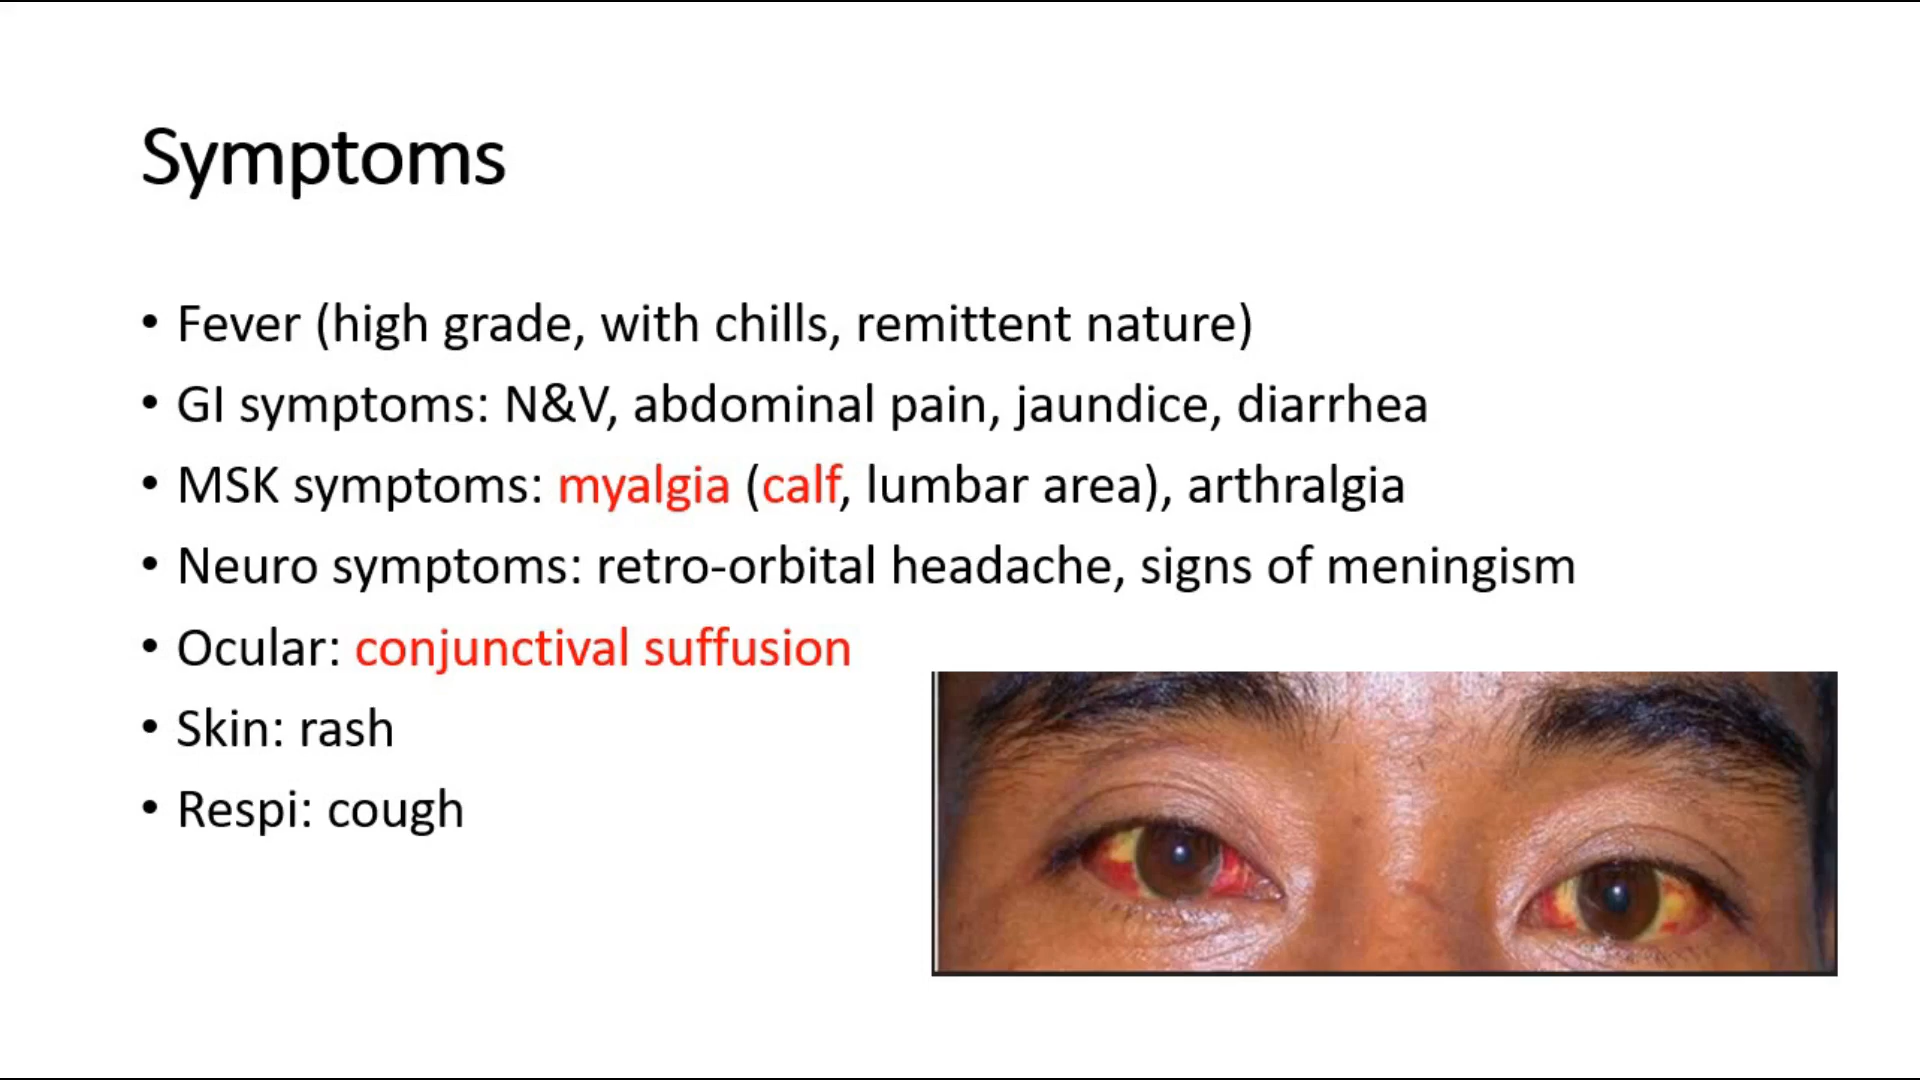 Symptoms
• Fever (high grade, with chills, remittent nature)
• GI symptoms: N&V, abdominal pain, jaundice, diarrhea
• MSK symptoms: myalgia (calf, lumbar area), arthralgia
• Neuro symptoms: retro-orbital headache, signs of meningism
• Ocular: conjunctival suffusion
• Skin: rash
• Respi: cough